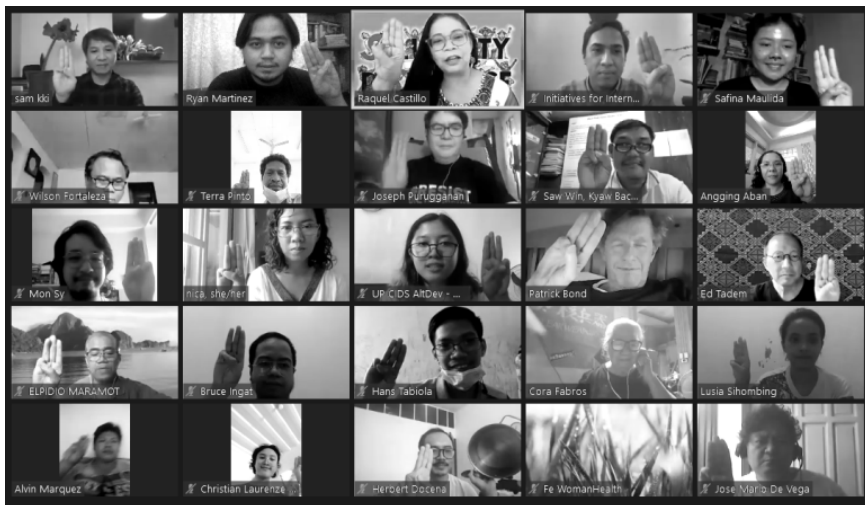 sam kki
Ryan Martinez
Raquel Castillo
Initiatives for Intern...
Safina Maulida
Wilson Fortaleza
Terra Pinto
Joseph Purugganan
Saw Win, Kyaw Bac...
Angging Aban
Mon Sy
nica, she/her
UP CIDS AltDev - ...
Patrick Bond
Ed Tadem
ELPIDIO MARAMOT
Bruce Ingat
Hans Tabiola
Cora Fabros
Lusia Sihombing
Alvin Marquez
Christian Laurenze
Herbert Docena
Fe WomanHealth
Jose Mario De Vega